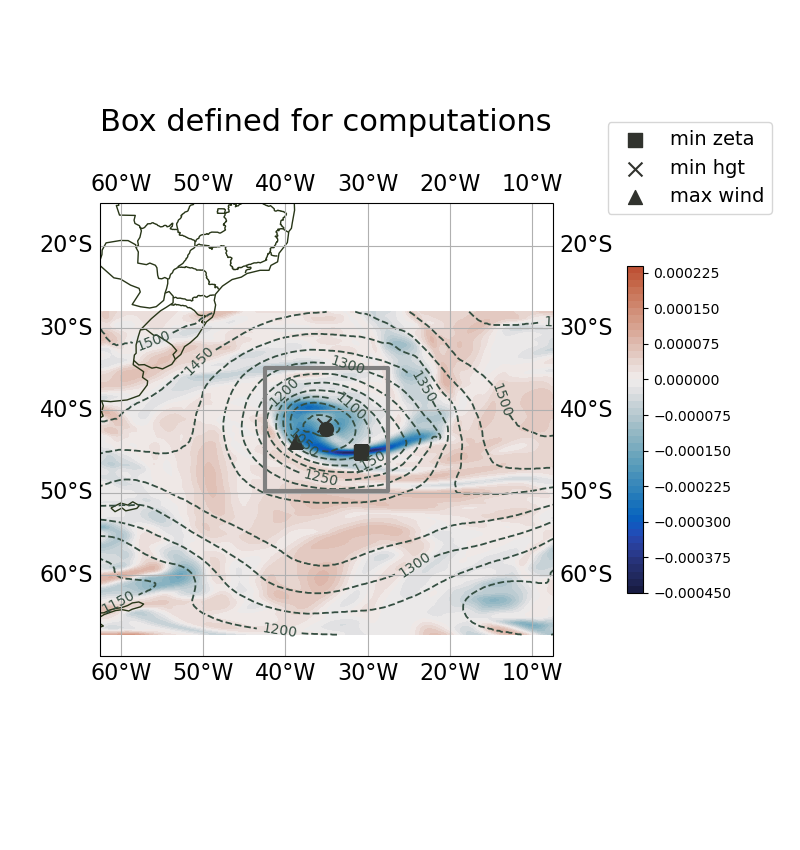 Box defined for computations
min zeta
min hgt
max wind
60°W 50°W 40°W 30°W 20°W 10°W
20°S 20°S
30°S 30°S
40°S 40°S
50°S 50°S
60°S 60°S
60°W 50°W 40°W 30°W 20°W 10°W
1500
1450
1300
1200
1100
1350
1500
1150
1250
1300
1150
1200
0.000225
0.000150
0.000075
0.000000
−0.000075
−0.000150
−0.000225
−0.000300
−0.000375
−0.000450